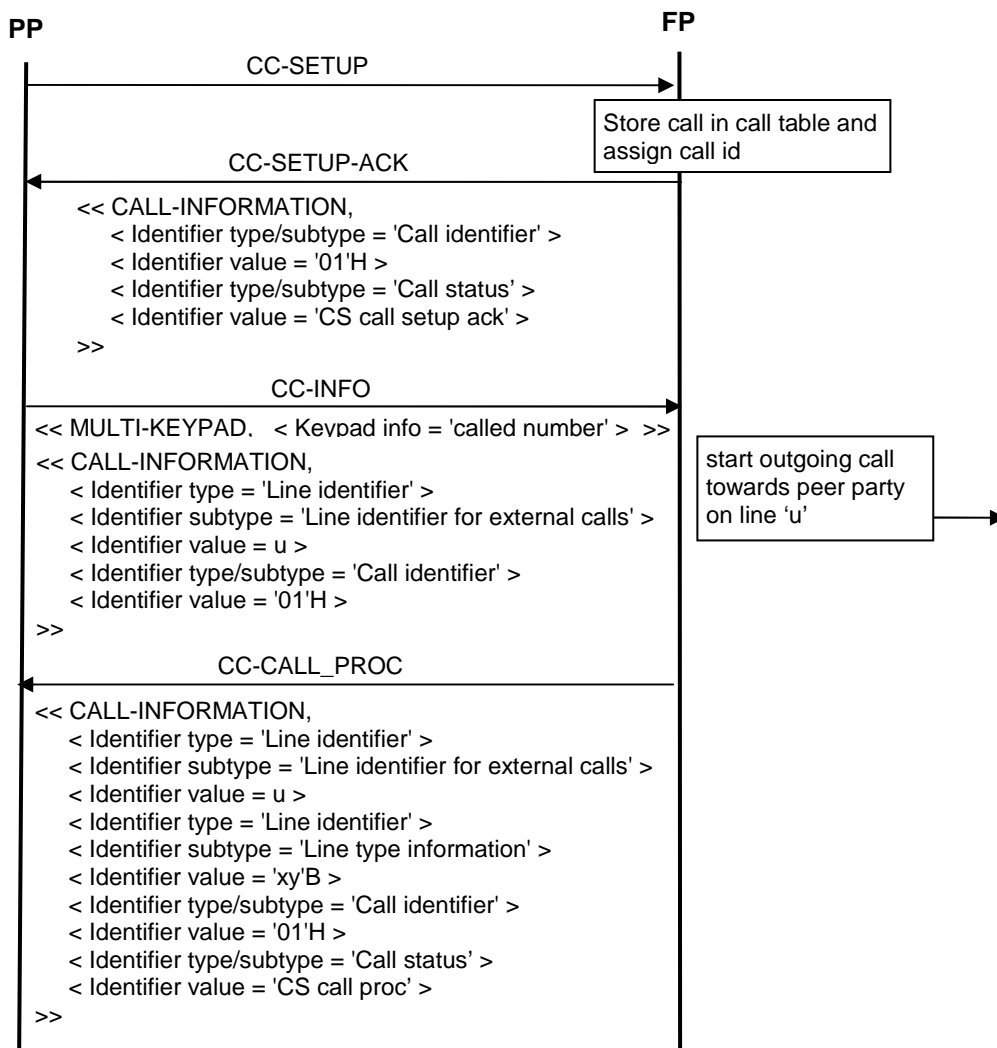 PP
FP
CC-SETUP
Store call in call table and
assign call id
CC-SETUP-ACK
<< CALL-INFORMATION,
< Identifier type/subtype = 'Call identifier' >
< Identifier value = '01'H >
< Identifier type/subtype = 'Call status’ >
< Identifier value = 'CS call setup ack' >
>>
CC-INFO
<< MULTI-KEYPAD, < Keypad info = 'called number' > >>
<< CALL-INFORMATION,
< Identifier type = 'Line identifier' >
< Identifier subtype = 'Line identifier for external calls' >
< Identifier value = u >
< Identifier type/subtype = 'Call identifier' >
< Identifier value = '01'H >
>>
start outgoing call
towards peer party
on line ‘u’
CC-CALL_PROC
<< CALL-INFORMATION,
< Identifier type = 'Line identifier' >
< Identifier subtype = 'Line identifier for external calls' >
< Identifier value = u >
< Identifier type = 'Line identifier' >
< Identifier subtype = 'Line type information' >
< Identifier value = 'xy'B >
< Identifier type/subtype = 'Call identifier' >
< Identifier value = '01'H >
< Identifier type/subtype = 'Call status’ >
< Identifier value = 'CS call proc' >
>>